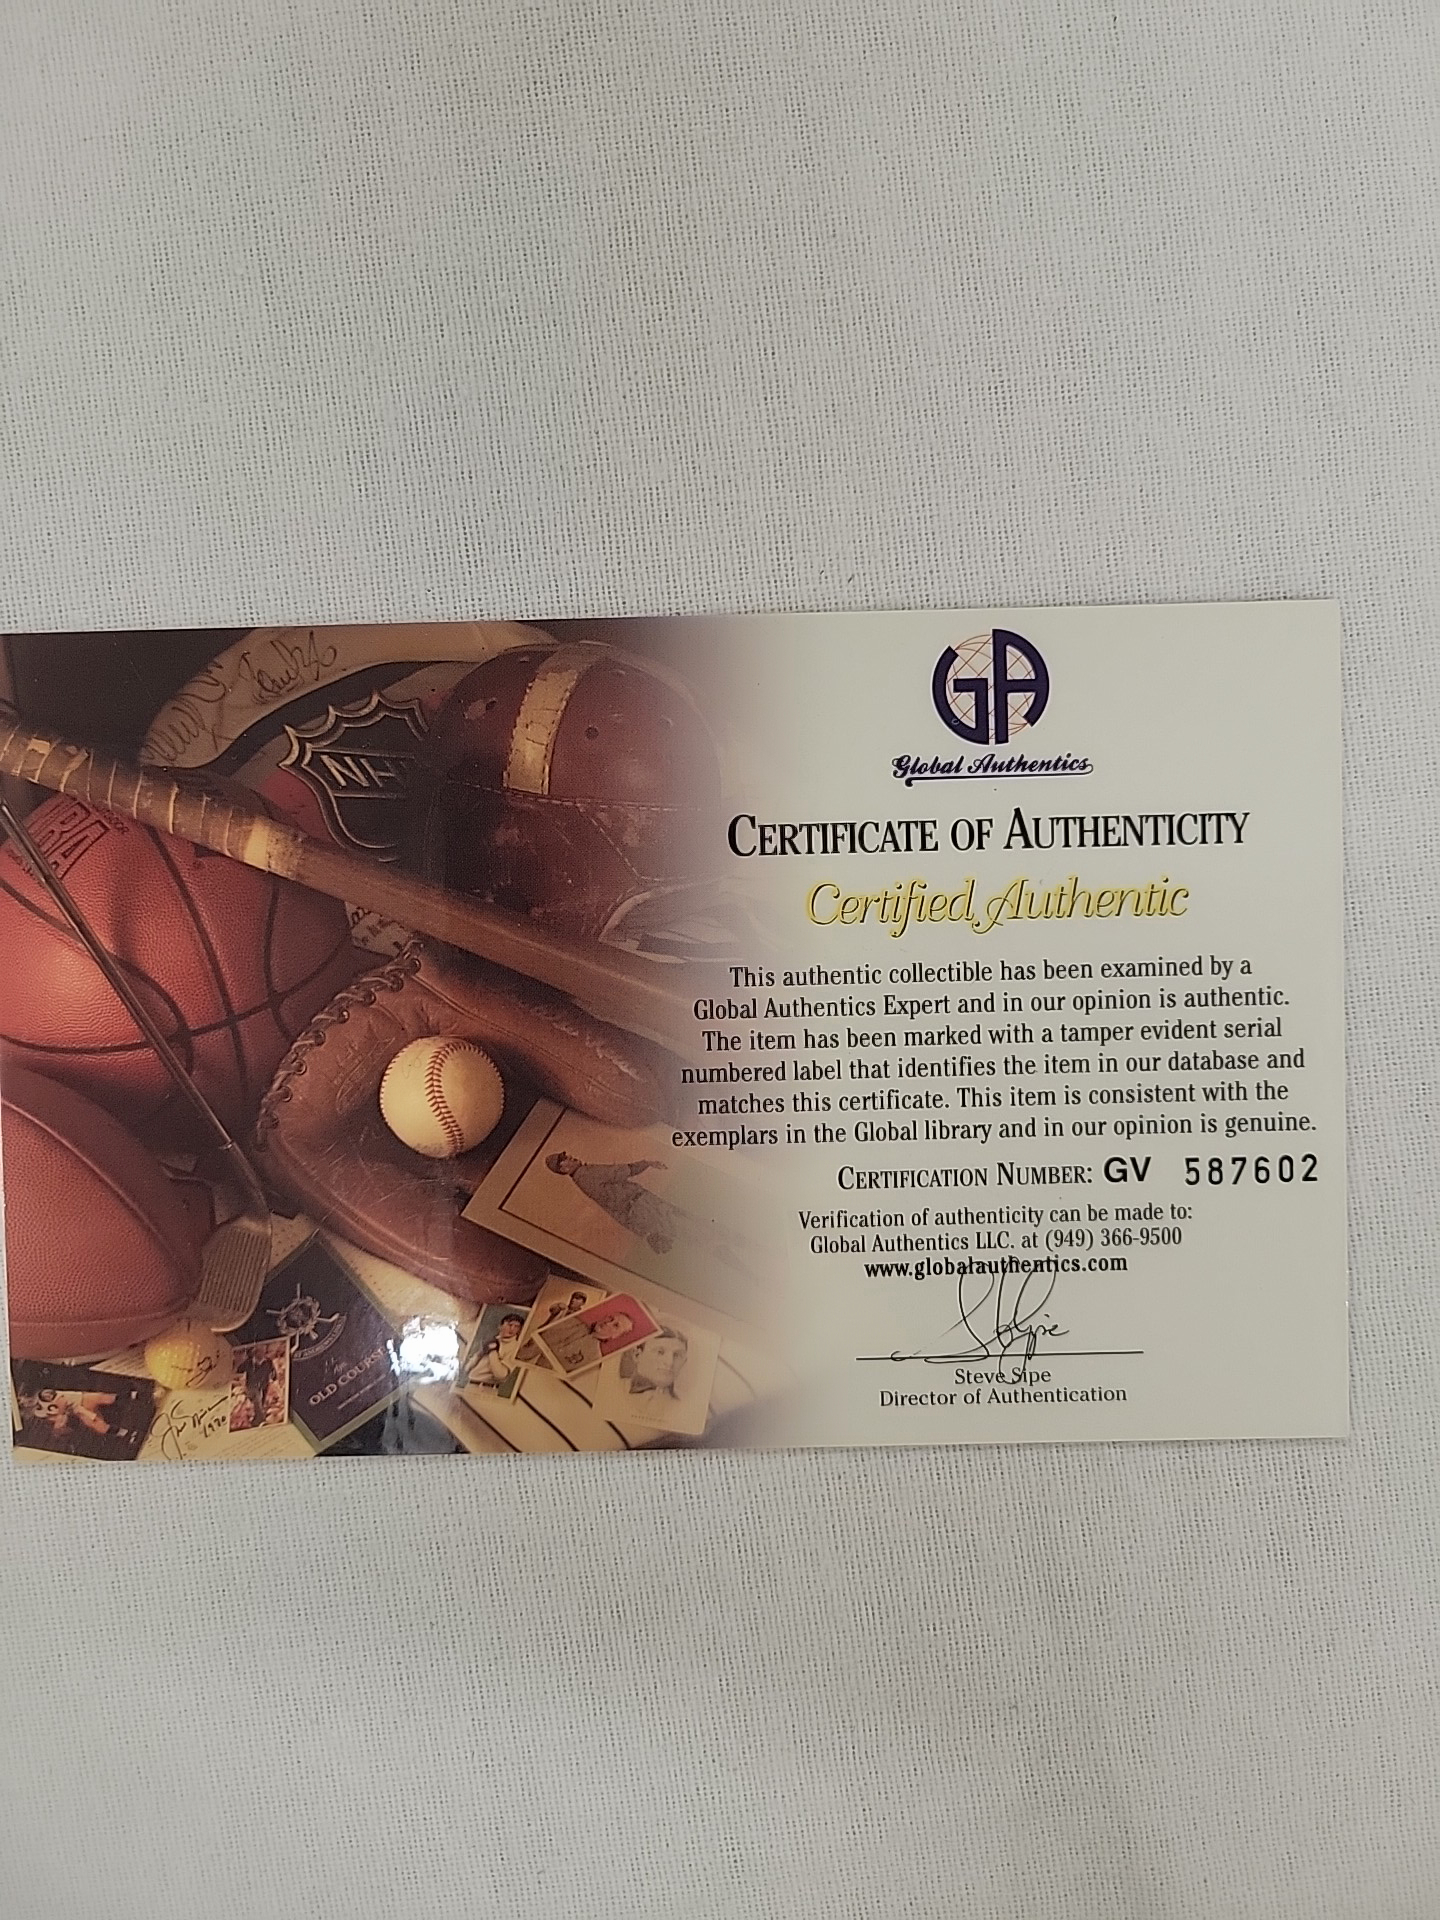 GA
Global Authentics
CERTIFICATE OF AUTHENTICITY
Certified Authentic
This authentic collectible has been examined by a
Global Authentics Expert and in our opinion is authentic.
The item has been marked with a tamper evident serial
numbered label that identifies the item in our database and
matches this certificate. This item is consistent with the
exemplars in the Global library and in our opinion is genuine.
CERTIFICATION NUMBER: GV 587602
Verification of authenticity can be made to:
Global Authentics LLC. at (949) 366-9500
www.globalauthentics.com
Steve Sipe
Director of Authentication
NH
BA
OLD COURSE
1970